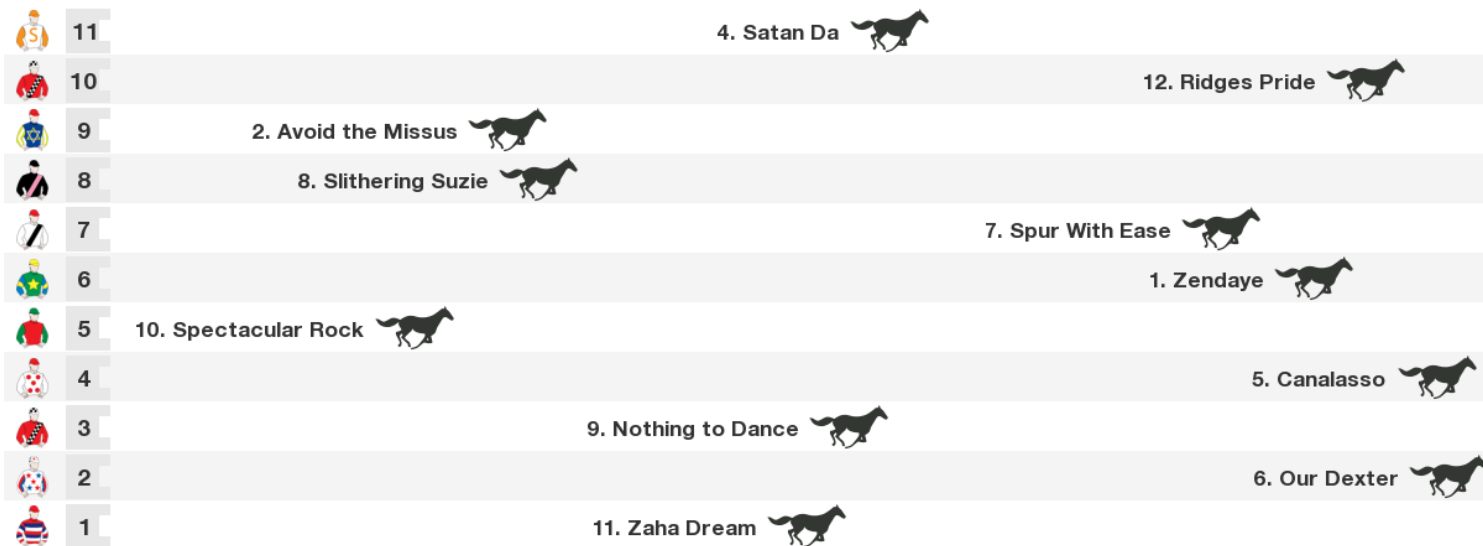 S 11 4. Satan Da
10 12. Ridges Pride
9 2. Avoid the Missus
8 8. Slithering Suzie
7 7. Spur With Ease
6 1. Zendaye
5 10. Spectacular Rock
4 5. Canalasso
3 9. Nothing to Dance
2 6. Our Dexter
1 11. Zaha Dream